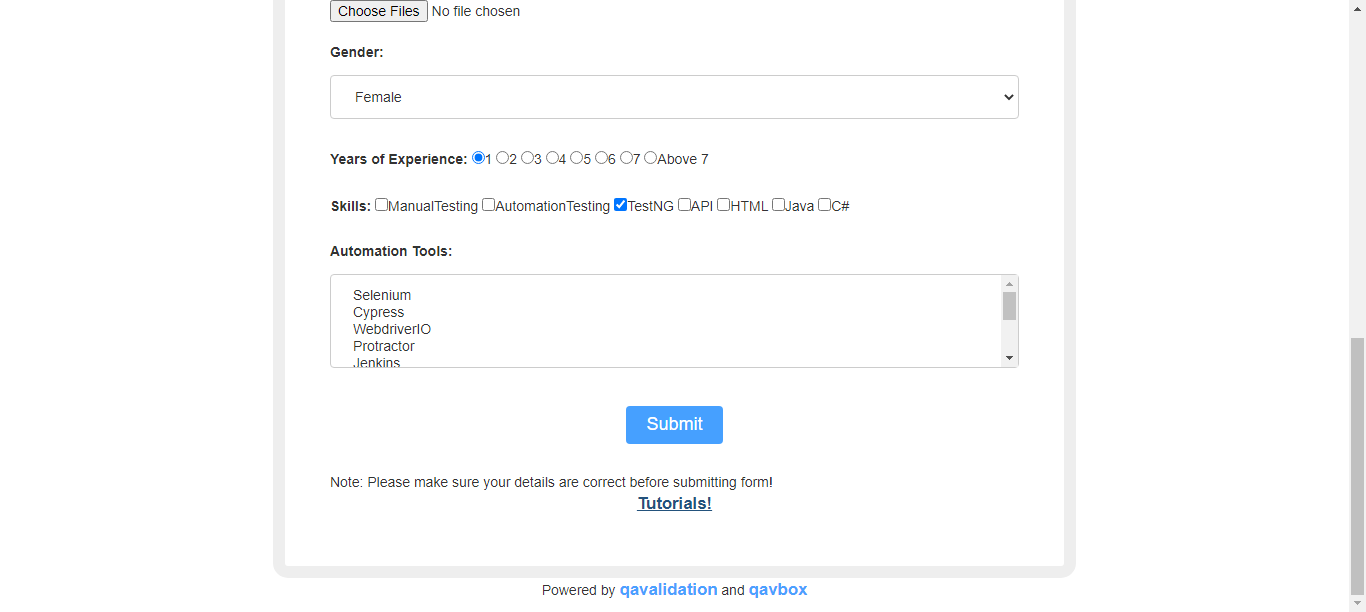 Choose Files No file chosen
Gender:
Female
Years of Experience: 1 2 3 4 5 6 7 Above 7
Skills: ManualTesting AutomationTesting TestNG API HTML Java C#
Automation Tools:
Selenium
Cypress
WebdriverIO
Protractor
Jenkins
Submit
Note: Please make sure your details are correct before submitting form!
Tutorials!
Powered by qavalidation and qavbox